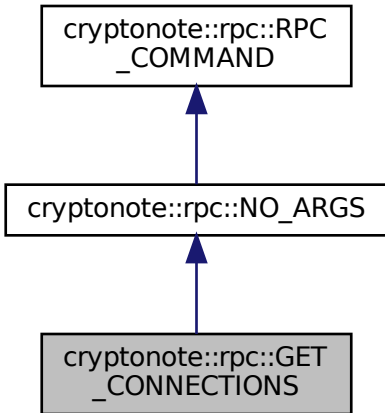 cryptonote::rpc::RPC
_COMMAND
cryptonote::rpc::NO_ARGS
cryptonote::rpc::GET
_CONNECTIONS